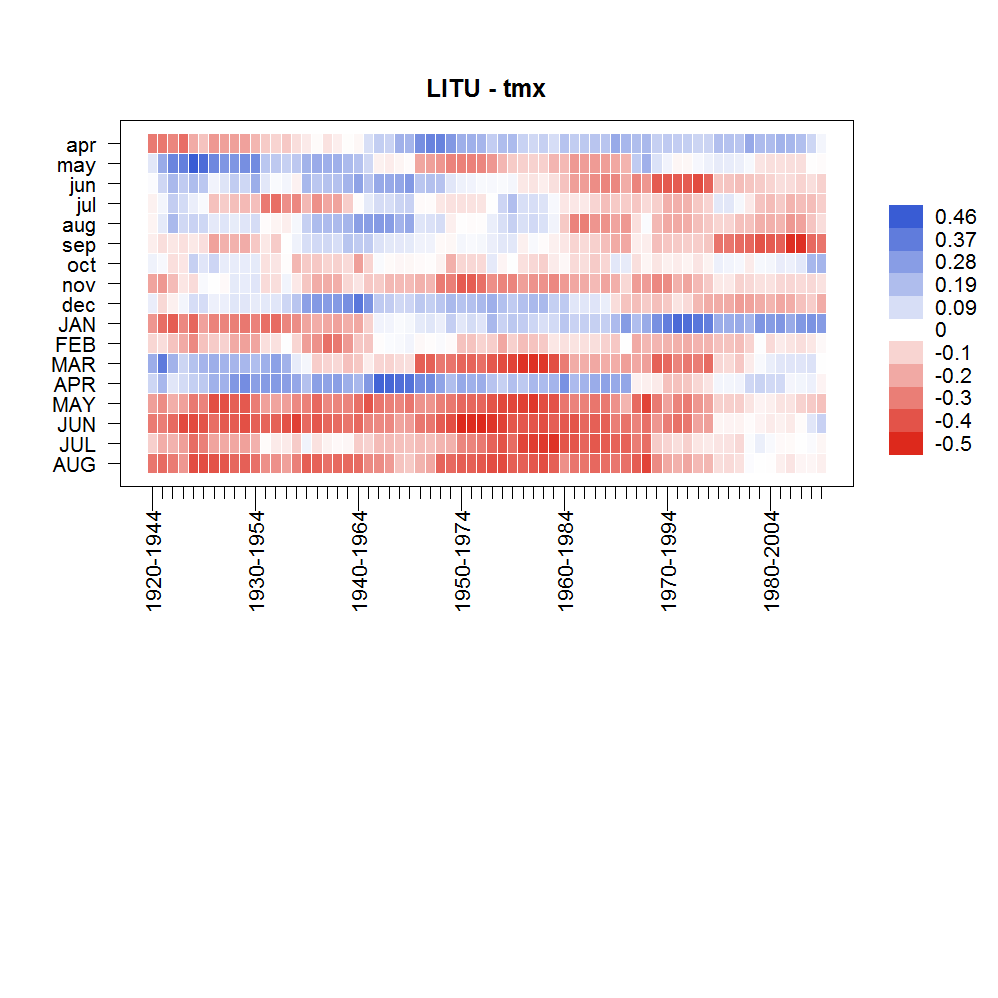 LITU - tmx
apr
may
jun
jul
aug
sep
oct
nov
dec
JAN
FEB
MAR
APR
MAY
JUN
JUL
AUG
0.46
0.37
0.28
0.19
0.09
0
-0.1
-0.2
-0.3
-0.4
-0.5
1920-1944
1930-1954
1940-1964
1950-1974
1960-1984
1970-1994
1980-2004